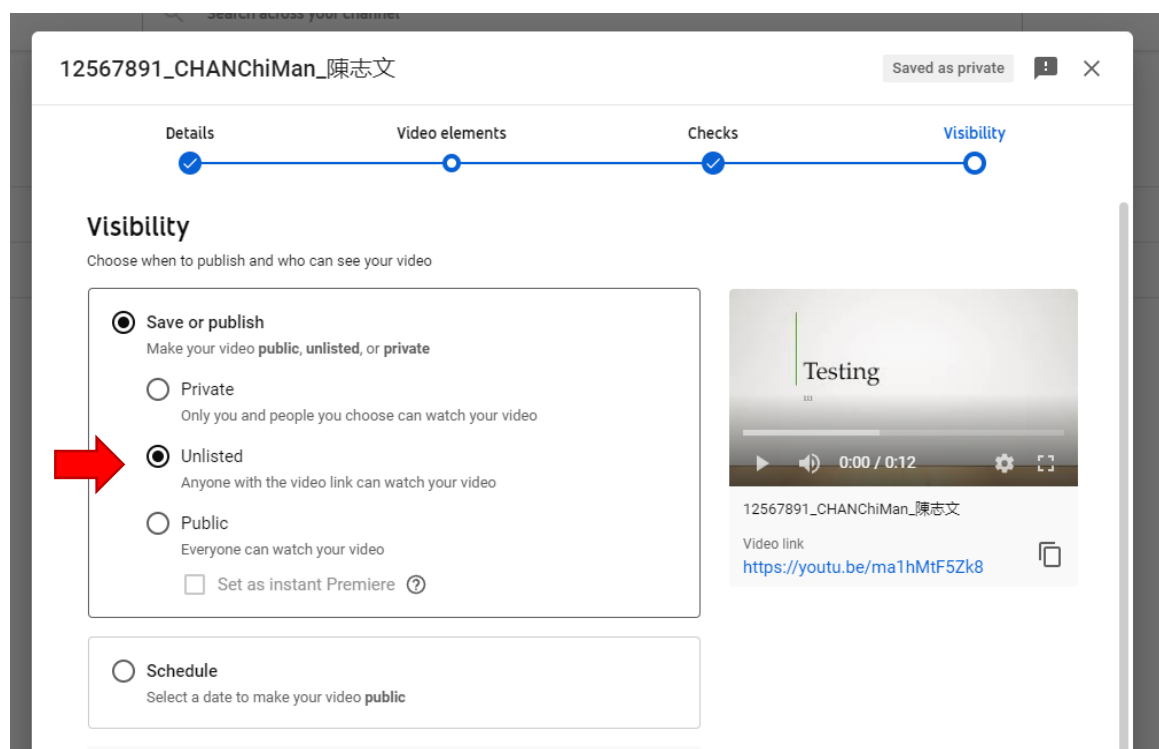 Search across your channel
12567891_CHANChiMan_陳志文
Saved as private
Details
Video elements
Checks
Visibility
Visibility
Choose when to publish and who can see your video
Save or publish
Make your video public, unlisted, or private
Private
Only you and people you choose can watch your video
Unlisted
Anyone with the video link can watch your video
Public
Everyone can watch your video
Set as instant Premiere
Schedule
Select a date to make your video public
Testing
0:00 / 0:12
12567891_CHANChiMan_陳志文
Video link
https://youtu.be/ma1hMtF5Zk8